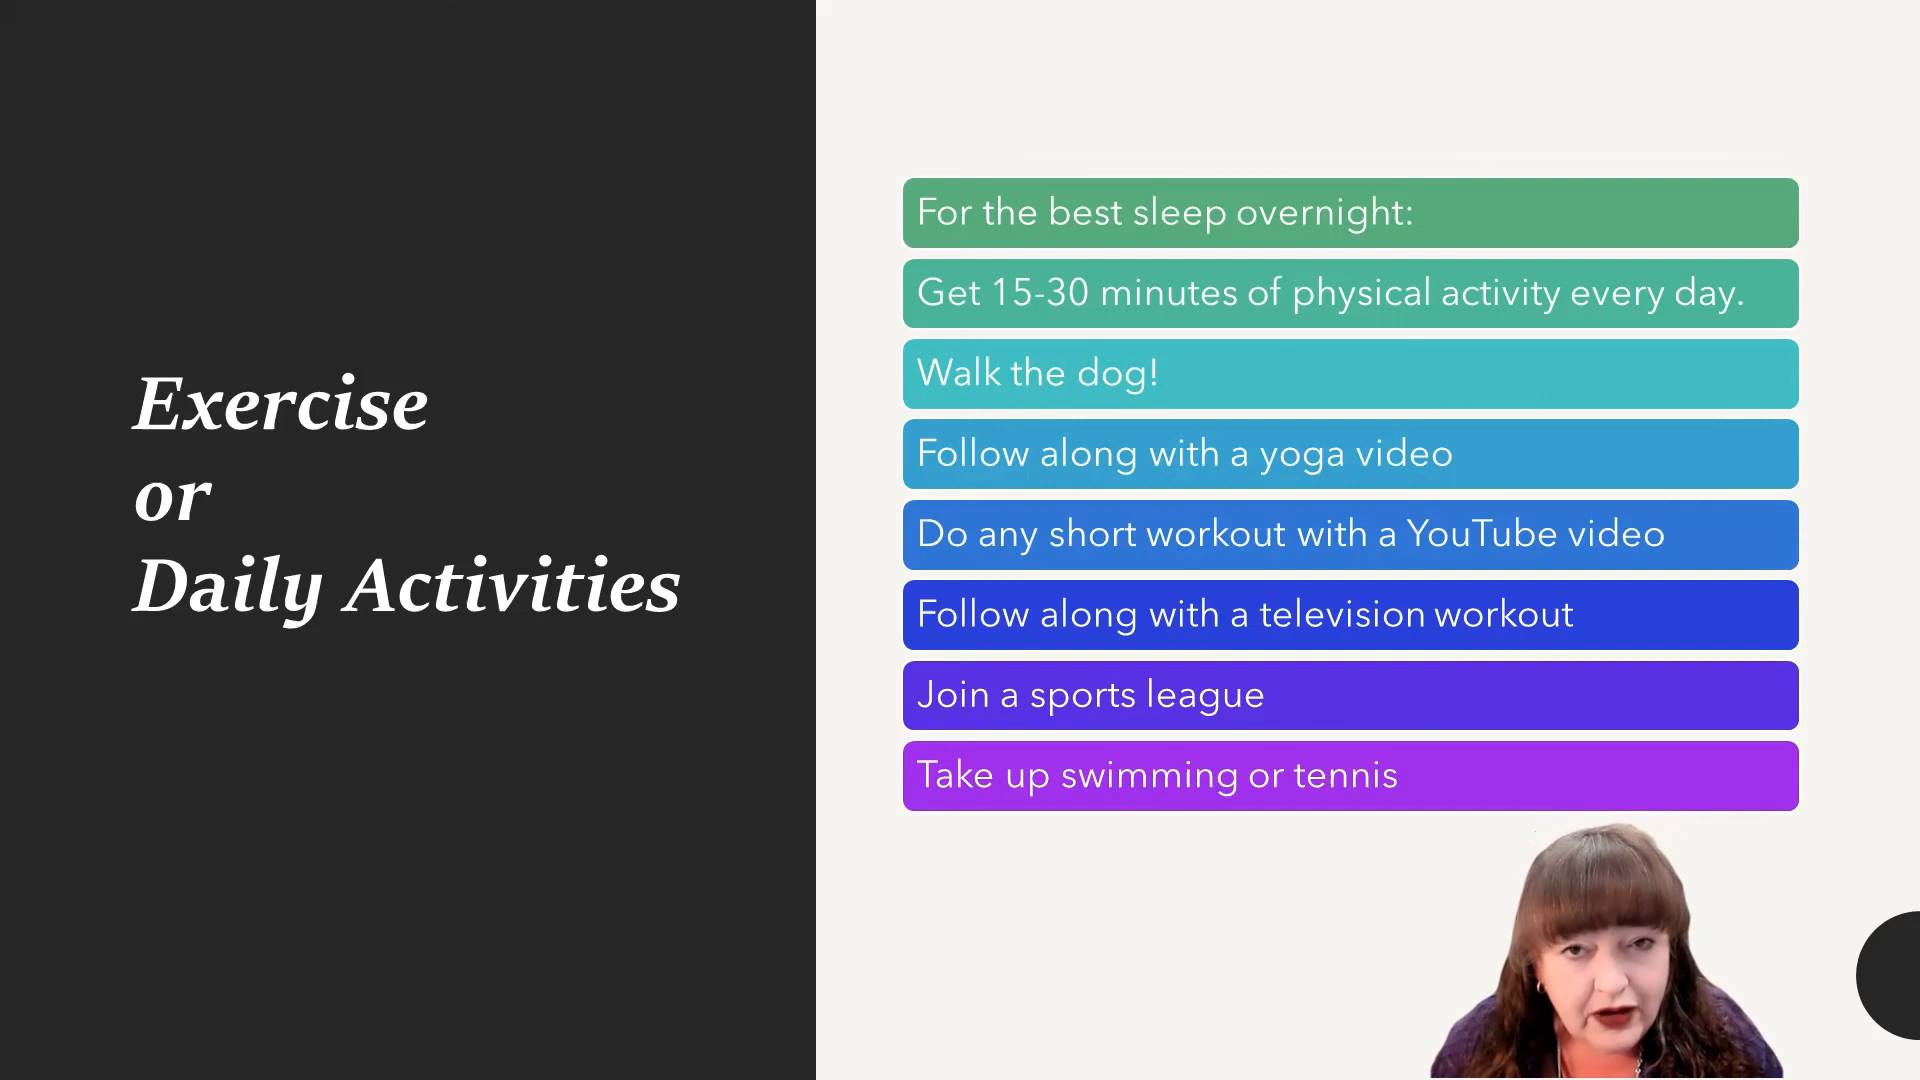 Exercise
or
Daily Activities
For the best sleep overnight:
Get 15-30 minutes of physical activity every day.
Walk the dog!
Follow along with a yoga video
Do any short workout with a YouTube video
Follow along with a television workout
Join a sports league
Take up swimming or tennis